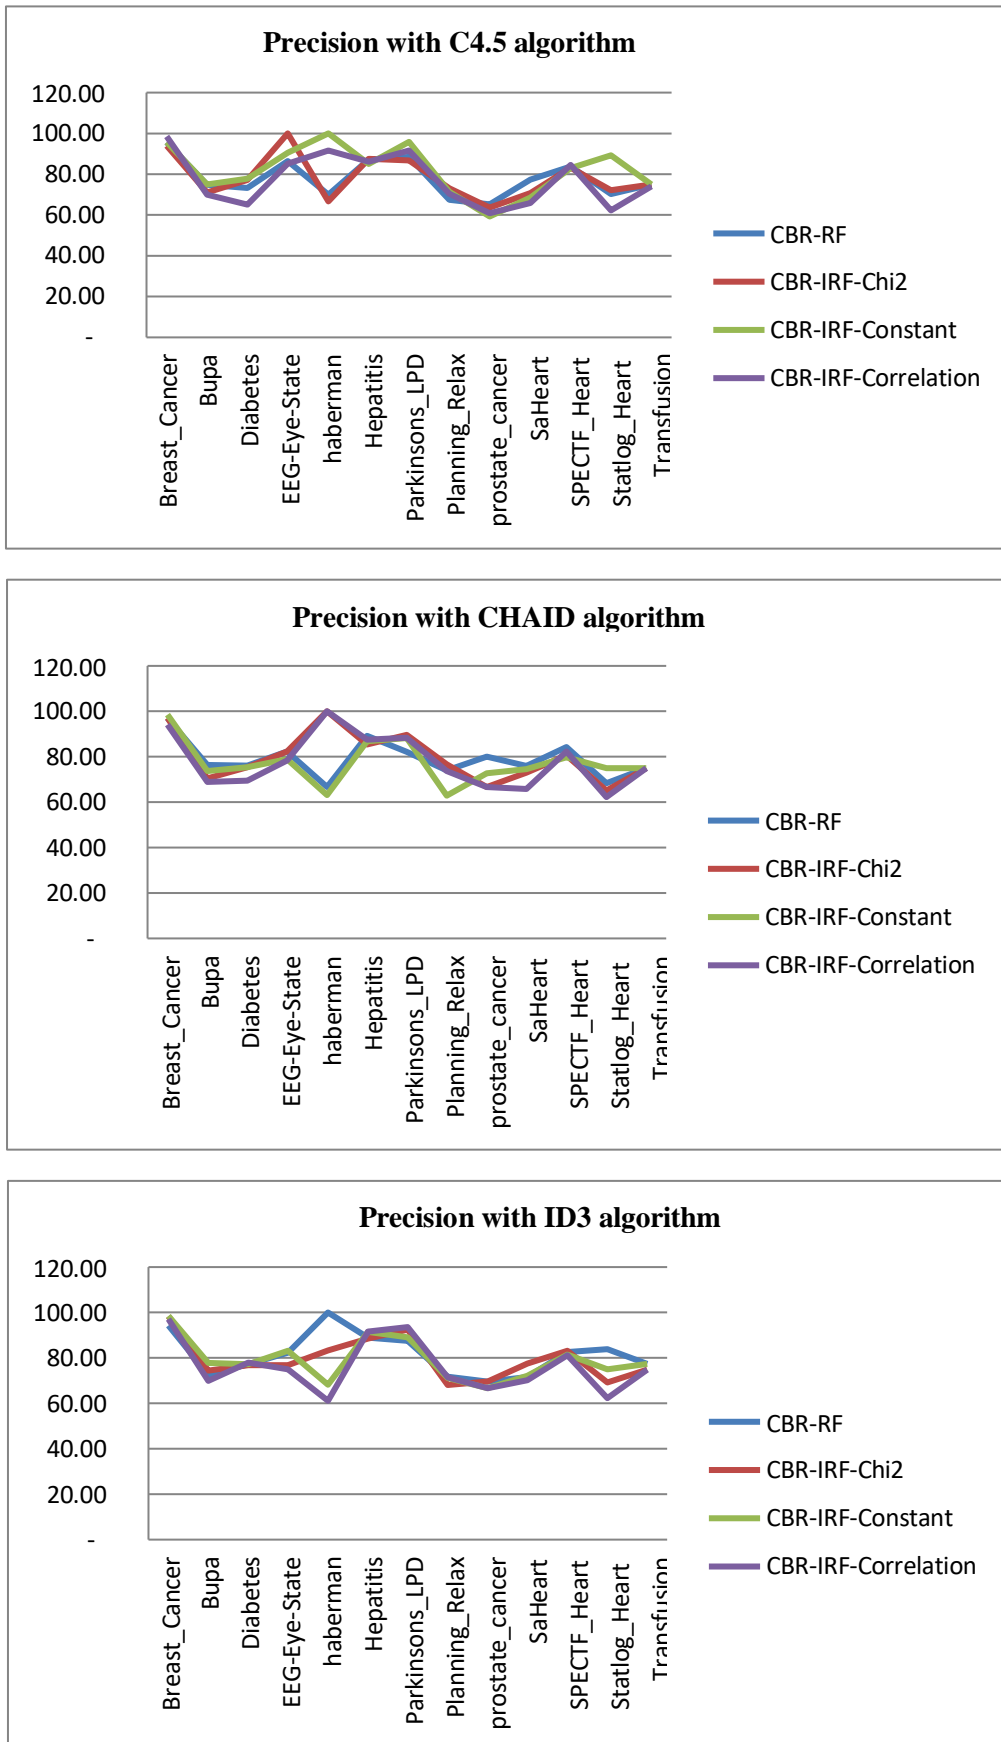 Precision with C4.5 algorithm
120.00
100.00
80.00
60.00
40.00
20.00
-
Breast_Cancer
Bupa
Diabetes
EEG-Eye-State
haberman
Hepatitis
Parkinsons_LPD
Planning_Relax
prostate_cancer
SaHeart
SPECTF_Heart
Statlog_Heart
Transfusion
CBR-RF
CBR-IRF-Chi2
CBR-IRF-Constant
CBR-IRF-Correlation
Precision with CHAID algorithm
120.00
100.00
80.00
60.00
40.00
20.00
-
Breast_Cancer
Bupa
Diabetes
EEG-Eye-State
haberman
Hepatitis
Parkinsons_LPD
Planning_Relax
prostate_cancer
SaHeart
SPECTF_Heart
Statlog_Heart
Transfusion
CBR-RF
CBR-IRF-Chi2
CBR-IRF-Constant
CBR-IRF-Correlation
Precision with ID3 algorithm
120.00
100.00
80.00
60.00
40.00
20.00
-
Breast_Cancer
Bupa
Diabetes
EEG-Eye-State
haberman
Hepatitis
Parkinsons_LPD
Planning_Relax
prostate_cancer
SaHeart
SPECTF_Heart
Statlog_Heart
Transfusion
CBR-RF
CBR-IRF-Chi2
CBR-IRF-Constant
CBR-IRF-Correlation